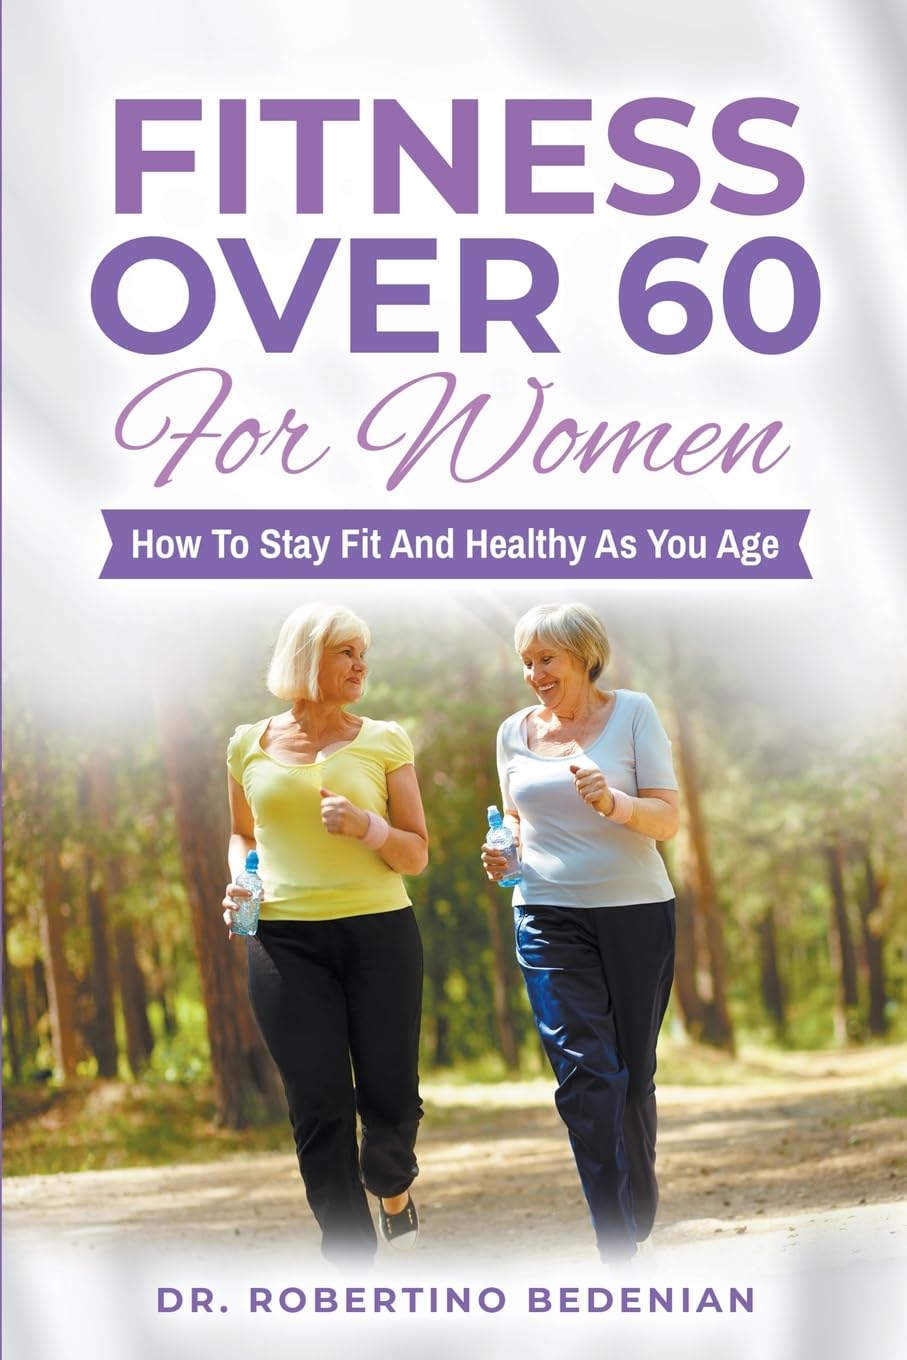 FITNESS
OVER 60
For Women
How To Stay Fit And Healthy As You Age
DR. ROBERTINO BEDENIAN